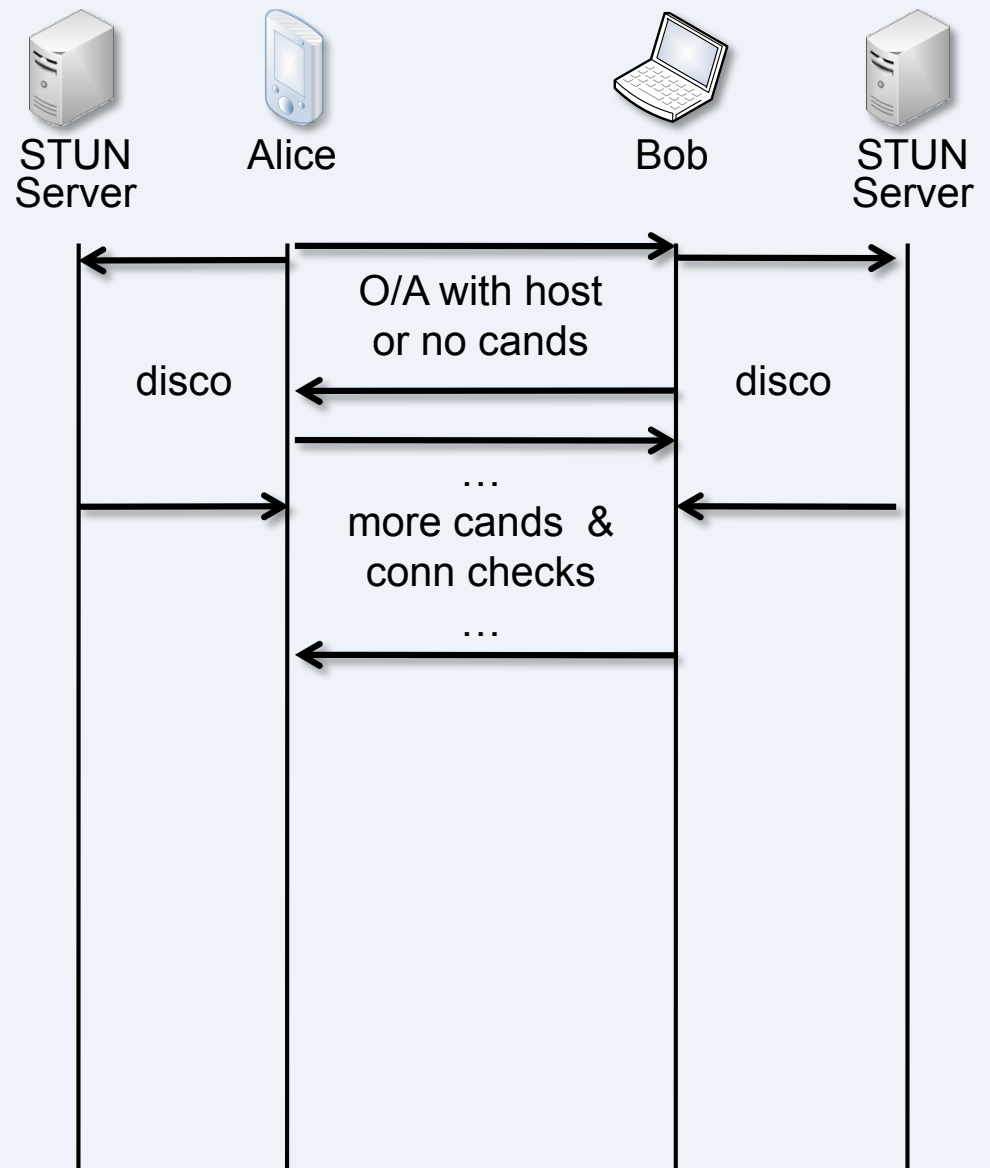 STUN
Server
Alice
Bob
STUN
Server
O/A with host
or no cands
disco
disco
…
more cands &
conn checks
…